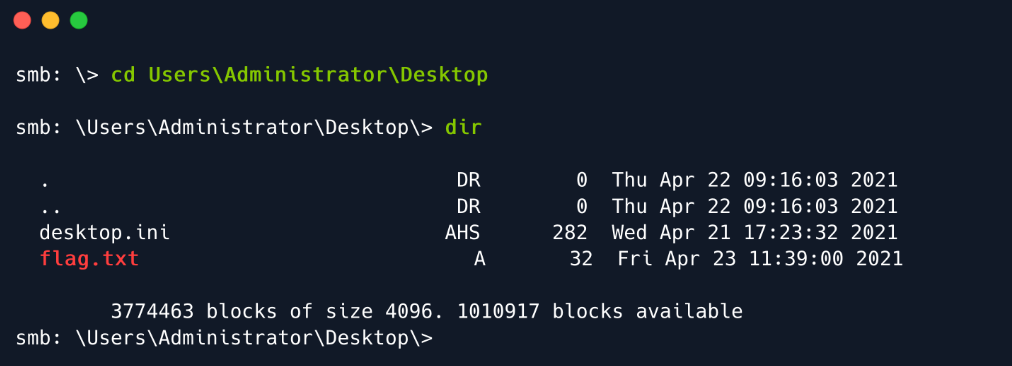 smb: \> cd Users\Administrator\Desktop
smb: \Users\Administrator\Desktop\> dir
. DR 0 Thu Apr 22 09:16:03 2021
.. DR 0 Thu Apr 22 09:16:03 2021
desktop.ini AHS 282 Wed Apr 21 17:23:32 2021
flag.txt A 32 Fri Apr 23 11:39:00 2021
3774463 blocks of size 4096. 1010917 blocks available
smb: \Users\Administrator\Desktop\>